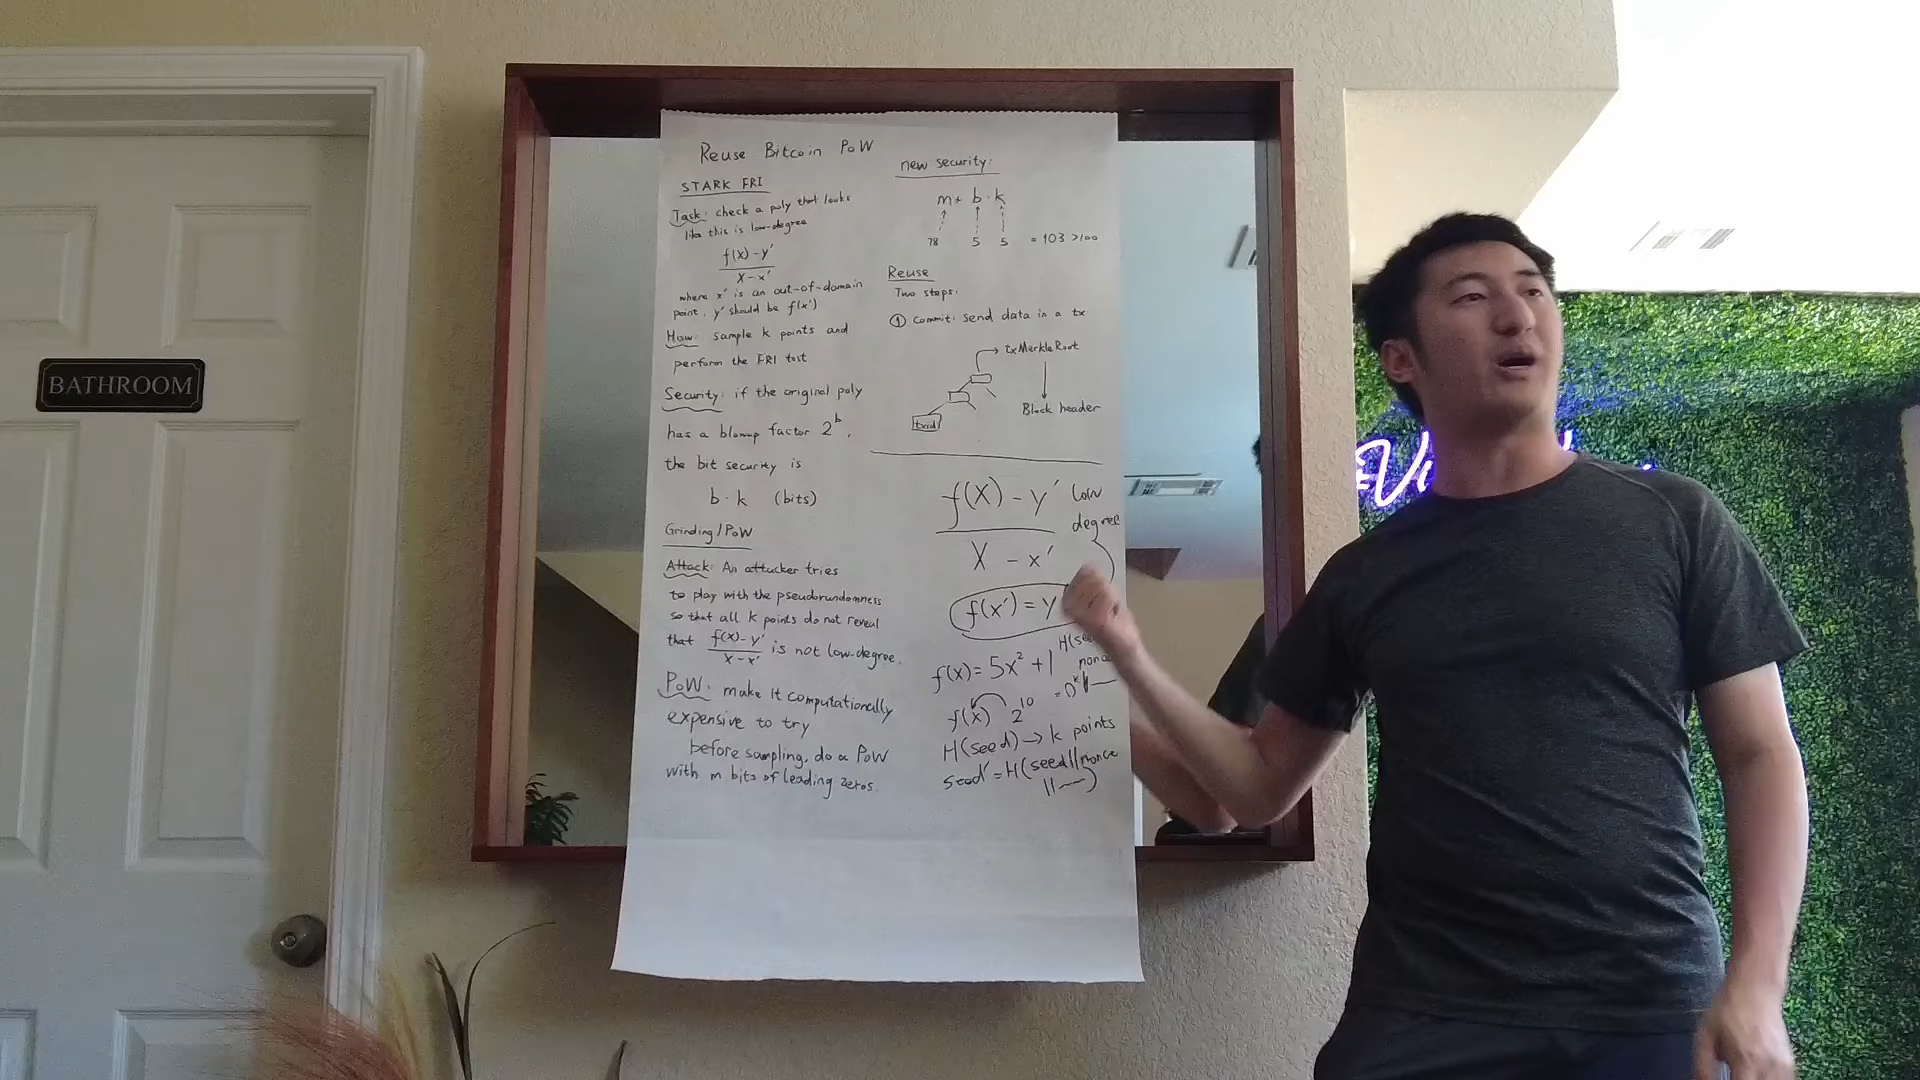 BATHROOM
Reuse Bitcoin PoW
STARK FRI
Task: check a poly that looks
like this is low-degree
f(X) - y'
X - x'
where x' is an out-of-domain
point, y' should be f(x')
How: sample k points and
perform the FRI test
Security: if the original poly
has a blowup factor 2^b,
the bit security is
b · k (bits)
Grinding/PoW
Attack: An attacker tries
to play with the pseudorandomness
so that all k points do not reveal
that f(X) - y' / X - x' is not low-degree.
PoW: make it computationally
expensive to try
before sampling, do a PoW
with m bits of leading zeros.
new security:
m + b · k
78 5 5 = 103 >100
Reuse
Two steps:
① Commit: send data in a tx
txMerkleRoot
Block header
txid
f(X) - y' low
degree
X - x'
f(x') = y
f(x) = 5x² + 1
nonce
f(x) 2^10
H(seed) → k points
seed' = H(seed||nonce
|| )